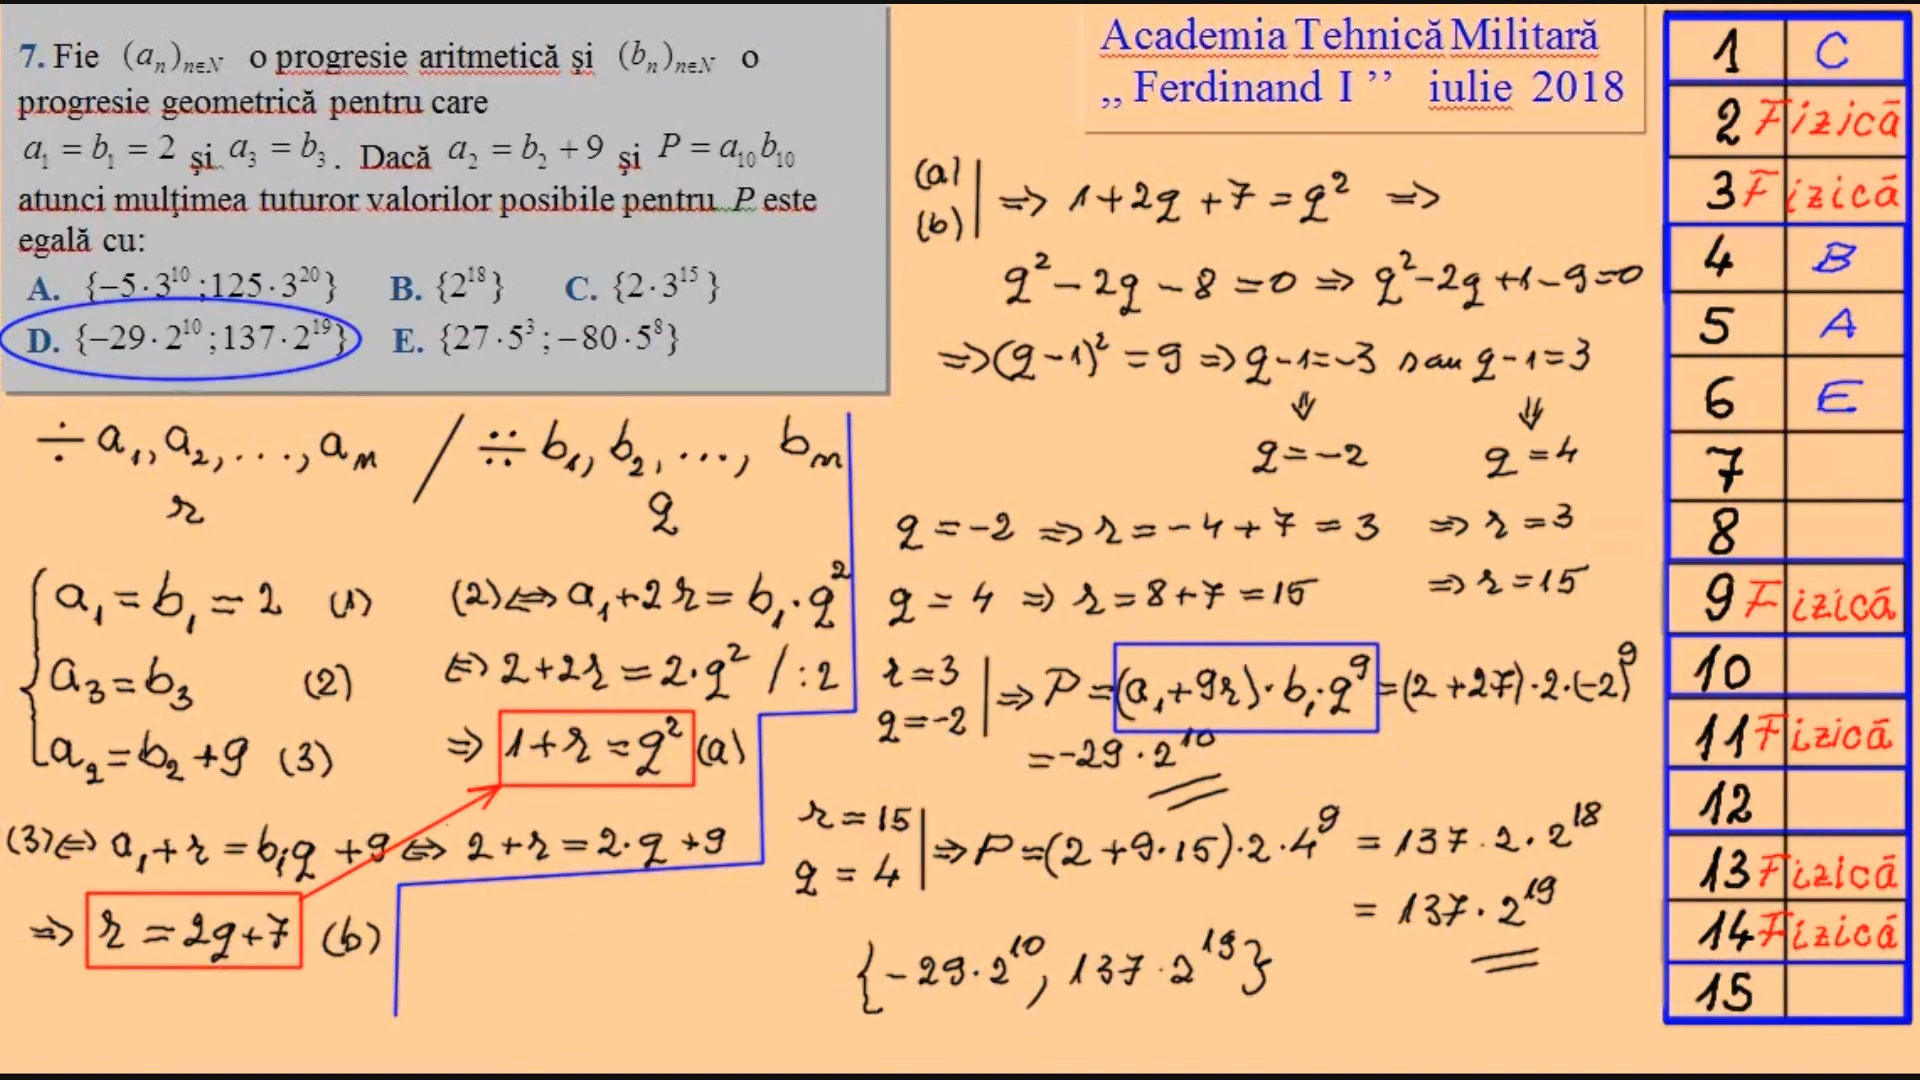 7. Fie (aₙ)ₙ∈N o progresie aritmetică şi (bₙ)ₙ∈N o
progresie geometrică pentru care
a₁ = b₁ = 2 şi a₃ = b₃. Dacă a₂ = b₂ + 9 şi P = a₁₀b₁₀
atunci mulţimea tuturor valorilor posibile pentru P este
egală cu:
A. {−5·3¹⁰ ;125·3²⁰} B. {2¹⁸} C. {2·3¹⁵}
D. {−29·2¹⁰ ;137·2¹⁹} E. {27·5³ ;−80·5⁸}
÷ a₁, a₂, ..., aₙ / ∺ b₁, b₂, ..., bₙ
r q
a₁ = b₁ = 2 (1)
a₃ = b₃ (2)
a₂ = b₂ + 9 (3)
(2) ⇔ a₁ + 2r = b₁·q²
⇔ 2 + 2r = 2·q² / : 2
⇒ 1 + r = q² (a)
(3) ⇔ a₁ + r = b₁q + 9 ⇔ 2 + r = 2·q + 9
⇒ r = 2q + 7 (b)
Academia Tehnică Militară
,, Ferdinand I ’’ iulie 2018
(a)
(b) | ⇒ 1 + 2q + 7 = q² ⇒
q² − 2q − 8 = 0 ⇒ q² − 2q + 1 − 9 = 0
⇒ (q − 1)² = 9 ⇒ q − 1 = −3 sau q − 1 = 3
⇓ ⇓
q = −2 q = 4
q = −2 ⇒ r = −4 + 7 = 3 ⇒ r = 3
q = 4 ⇒ r = 8 + 7 = 15 ⇒ r = 15
r = 3
q = −2 | ⇒ P = (a₁ + 9r)·b₁·q⁹ = (2 + 27)·2·(−2)⁹
= −29·2¹⁰
r = 15
q = 4 | ⇒ P = (2 + 9·15)·2·4⁹ = 137·2·2¹⁸
= 137·2¹⁹
{−29·2¹⁰, 137·2¹⁹}
1 C
2 Fizică
3 Fizică
4 B
5 A
6 E
7
8
9 Fizică
10
11 Fizică
12
13 Fizică
14 Fizică
15